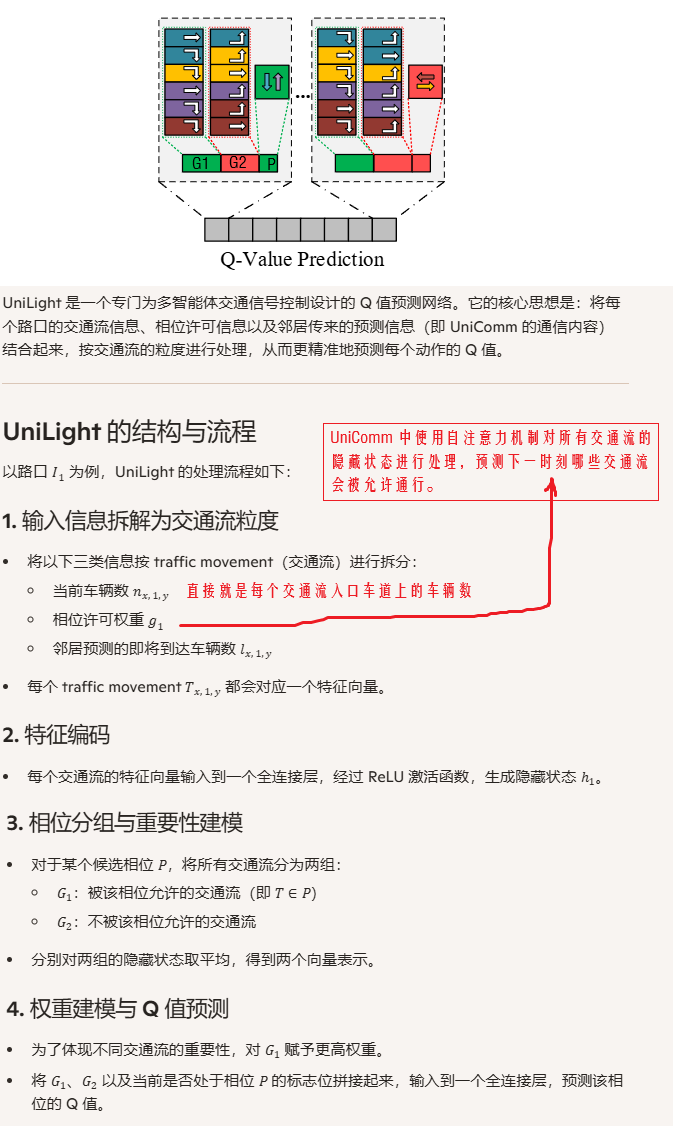 G1 G2 P
...
Q-Value Prediction
UniLight 是一个专门为多智能体交通信号控制设计的 Q 值预测网络。它的核心思想是：将每
个路口的交通流信息、相位许可信息以及邻居传来的预测信息（即 UniComm 的通信内容）
结合起来，按交通流的粒度进行处理，从而更精准地预测每个动作的 Q 值。
UniLight 的结构与流程
以路口 I₁ 为例，UniLight 的处理流程如下：
UniComm 中使用自注意力机制对所有交通流的
隐藏状态进行处理，预测下一时刻哪些交通流
会被允许通行。
1. 输入信息拆解为交通流粒度
• 将以下三类信息按 traffic movement（交通流）进行拆分：
◦ 当前车辆数 nₓ,₁,ᵧ 直接就是每个交通流入口车道上的车辆数
◦ 相位许可权重 g₁
◦ 邻居预测的即将到达车辆数 lₓ,₁,ᵧ
• 每个 traffic movement Tₓ,₁,ᵧ 都会对应一个特征向量。
2. 特征编码
• 每个交通流的特征向量输入到一个全连接层，经过 ReLU 激活函数，生成隐藏状态 h₁。
3. 相位分组与重要性建模
• 对于某个候选相位 P，将所有交通流分为两组：
◦ G₁：被该相位允许的交通流（即 T ∈ P）
◦ G₂：不被该相位允许的交通流
• 分别对两组的隐藏状态取平均，得到两个向量表示。
4. 权重建模与 Q 值预测
• 为了体现不同交通流的重要性，对 G₁ 赋予更高权重。
• 将 G₁、G₂ 以及当前是否处于相位 P 的标志位拼接起来，输入到一个全连接层，预测该相
位的 Q 值。